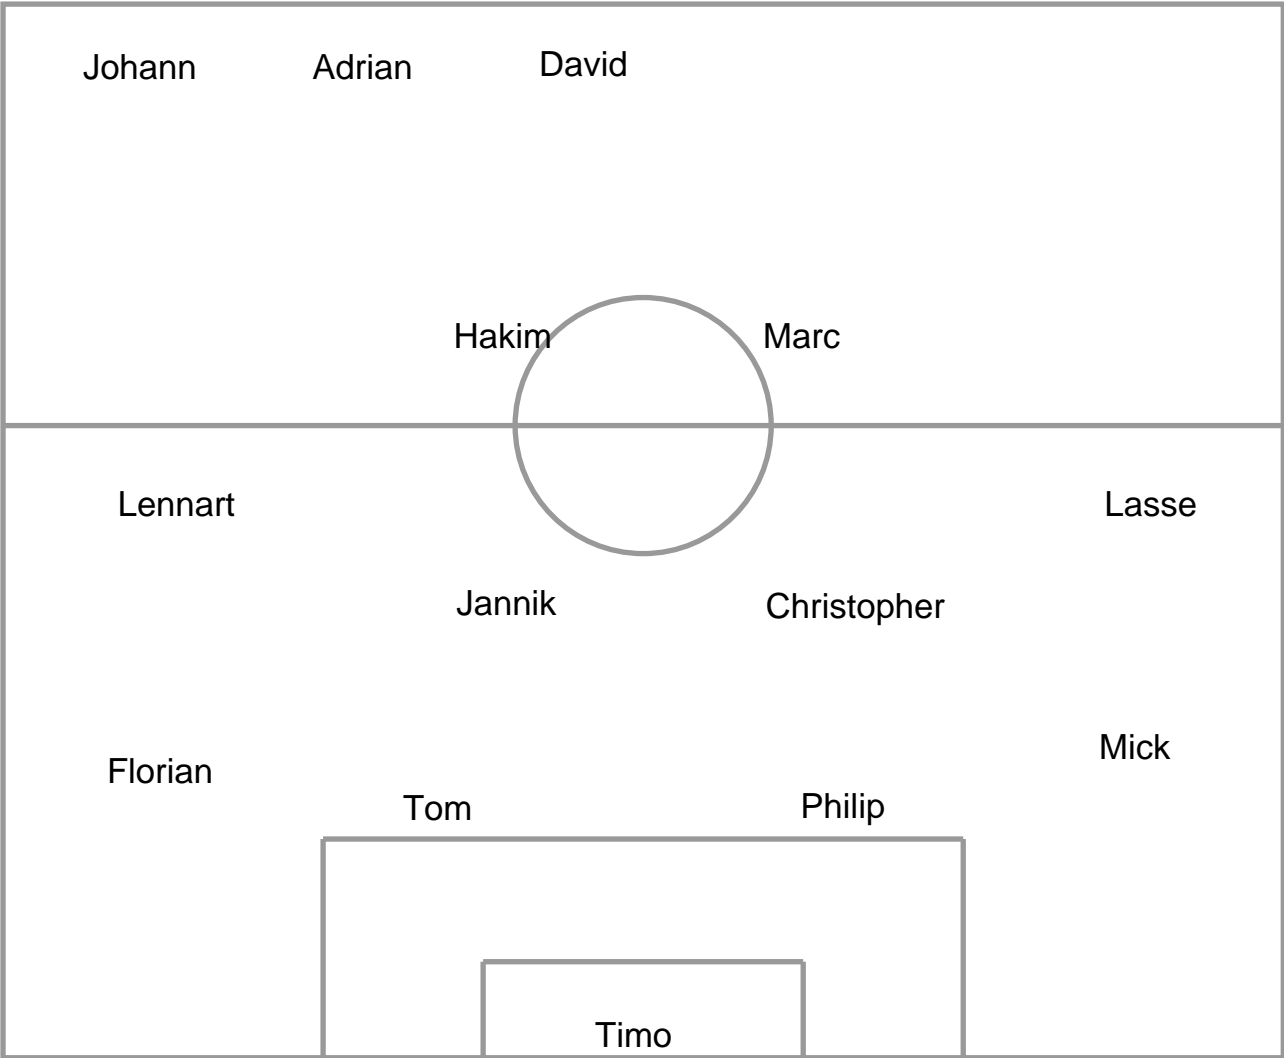 Johann Adrian David
Hakim Marc
Lennart Lasse
Jannik Christopher
Mick
Florian
Tom Philip
Timo